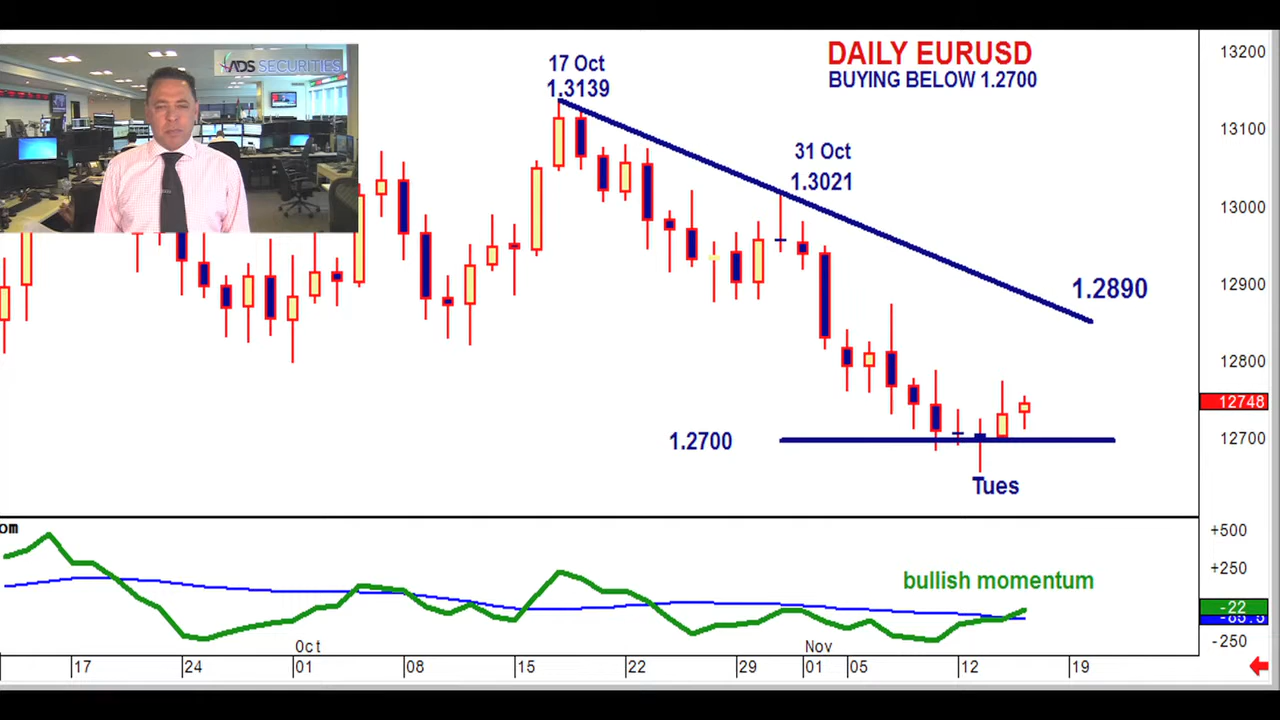 ADS SECURITIES
DAILY EURUSD
BUYING BELOW 1.2700
17 Oct
1.3139
31 Oct
1.3021
1.2890
1.2700
Tues
13200
13100
13000
12900
12800
12748
12700
om
bullish momentum
+500
+250
-22
-250
Oct
Nov
17
24
01
08
15
22
29
01
05
12
19